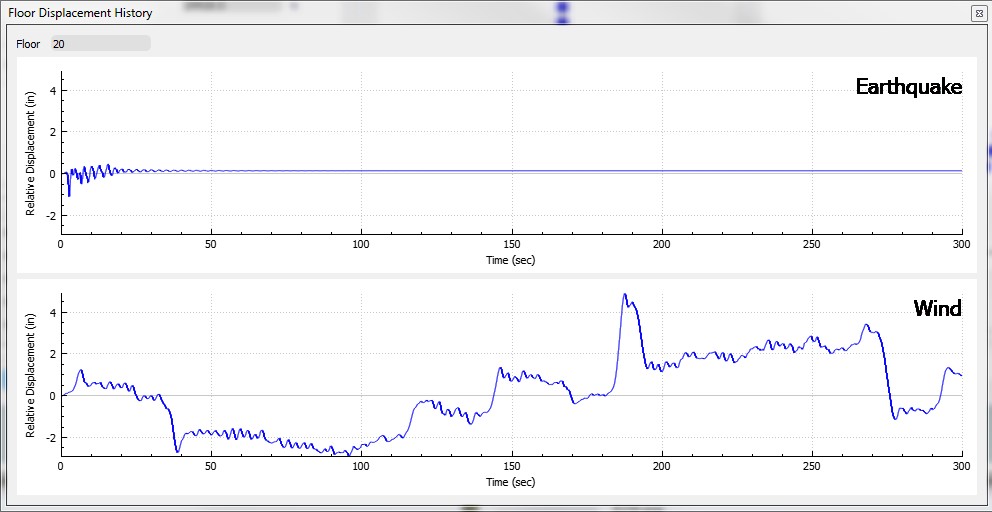 Floor Displacement History
Floor 20
Earthquake
Relative Displacement (in)
4
2
0
-2
0 50 100 150 200 250 300
Time (sec)
Wind
Relative Displacement (in)
4
2
0
-2
0 50 100 150 200 250 300
Time (sec)